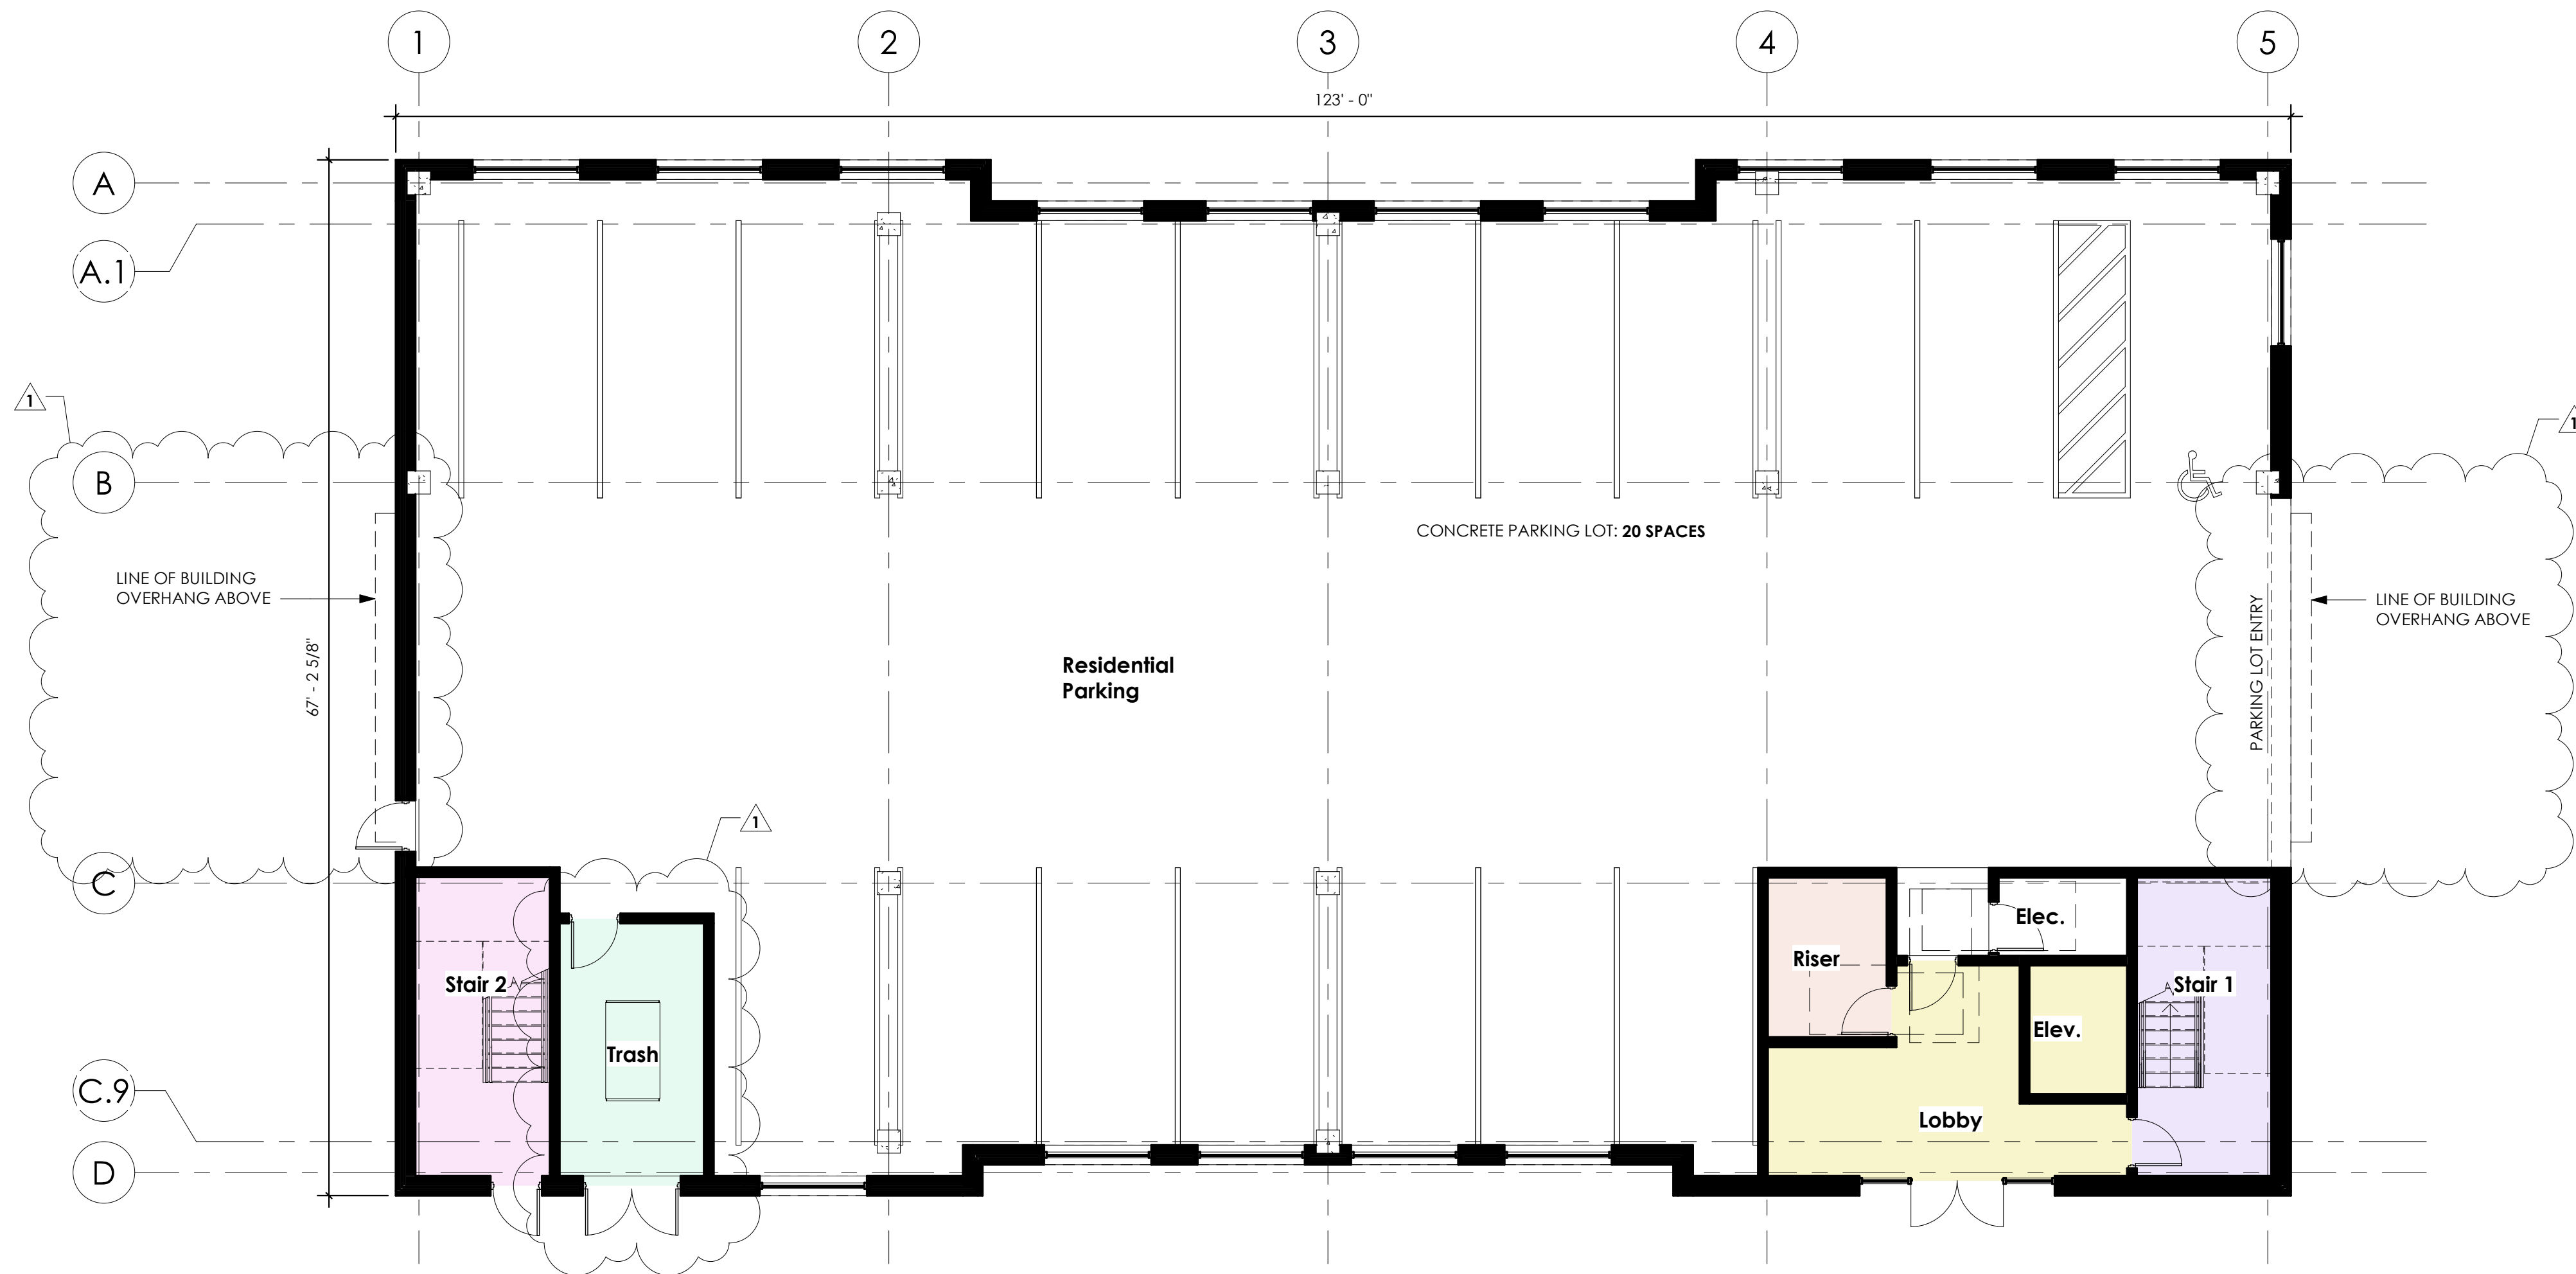 1
2
3
4
5
123' - 0"
A
A.1
1
1
B
CONCRETE PARKING LOT: 20 SPACES
LINE OF BUILDING
OVERHANG ABOVE
LINE OF BUILDING
OVERHANG ABOVE
PARKING LOT ENTRY
67' - 2 5/8"
Residential
Parking
1
C
Elec.
Riser
Stair 2
Stair 1
Elev.
Trash
C.9
Lobby
D